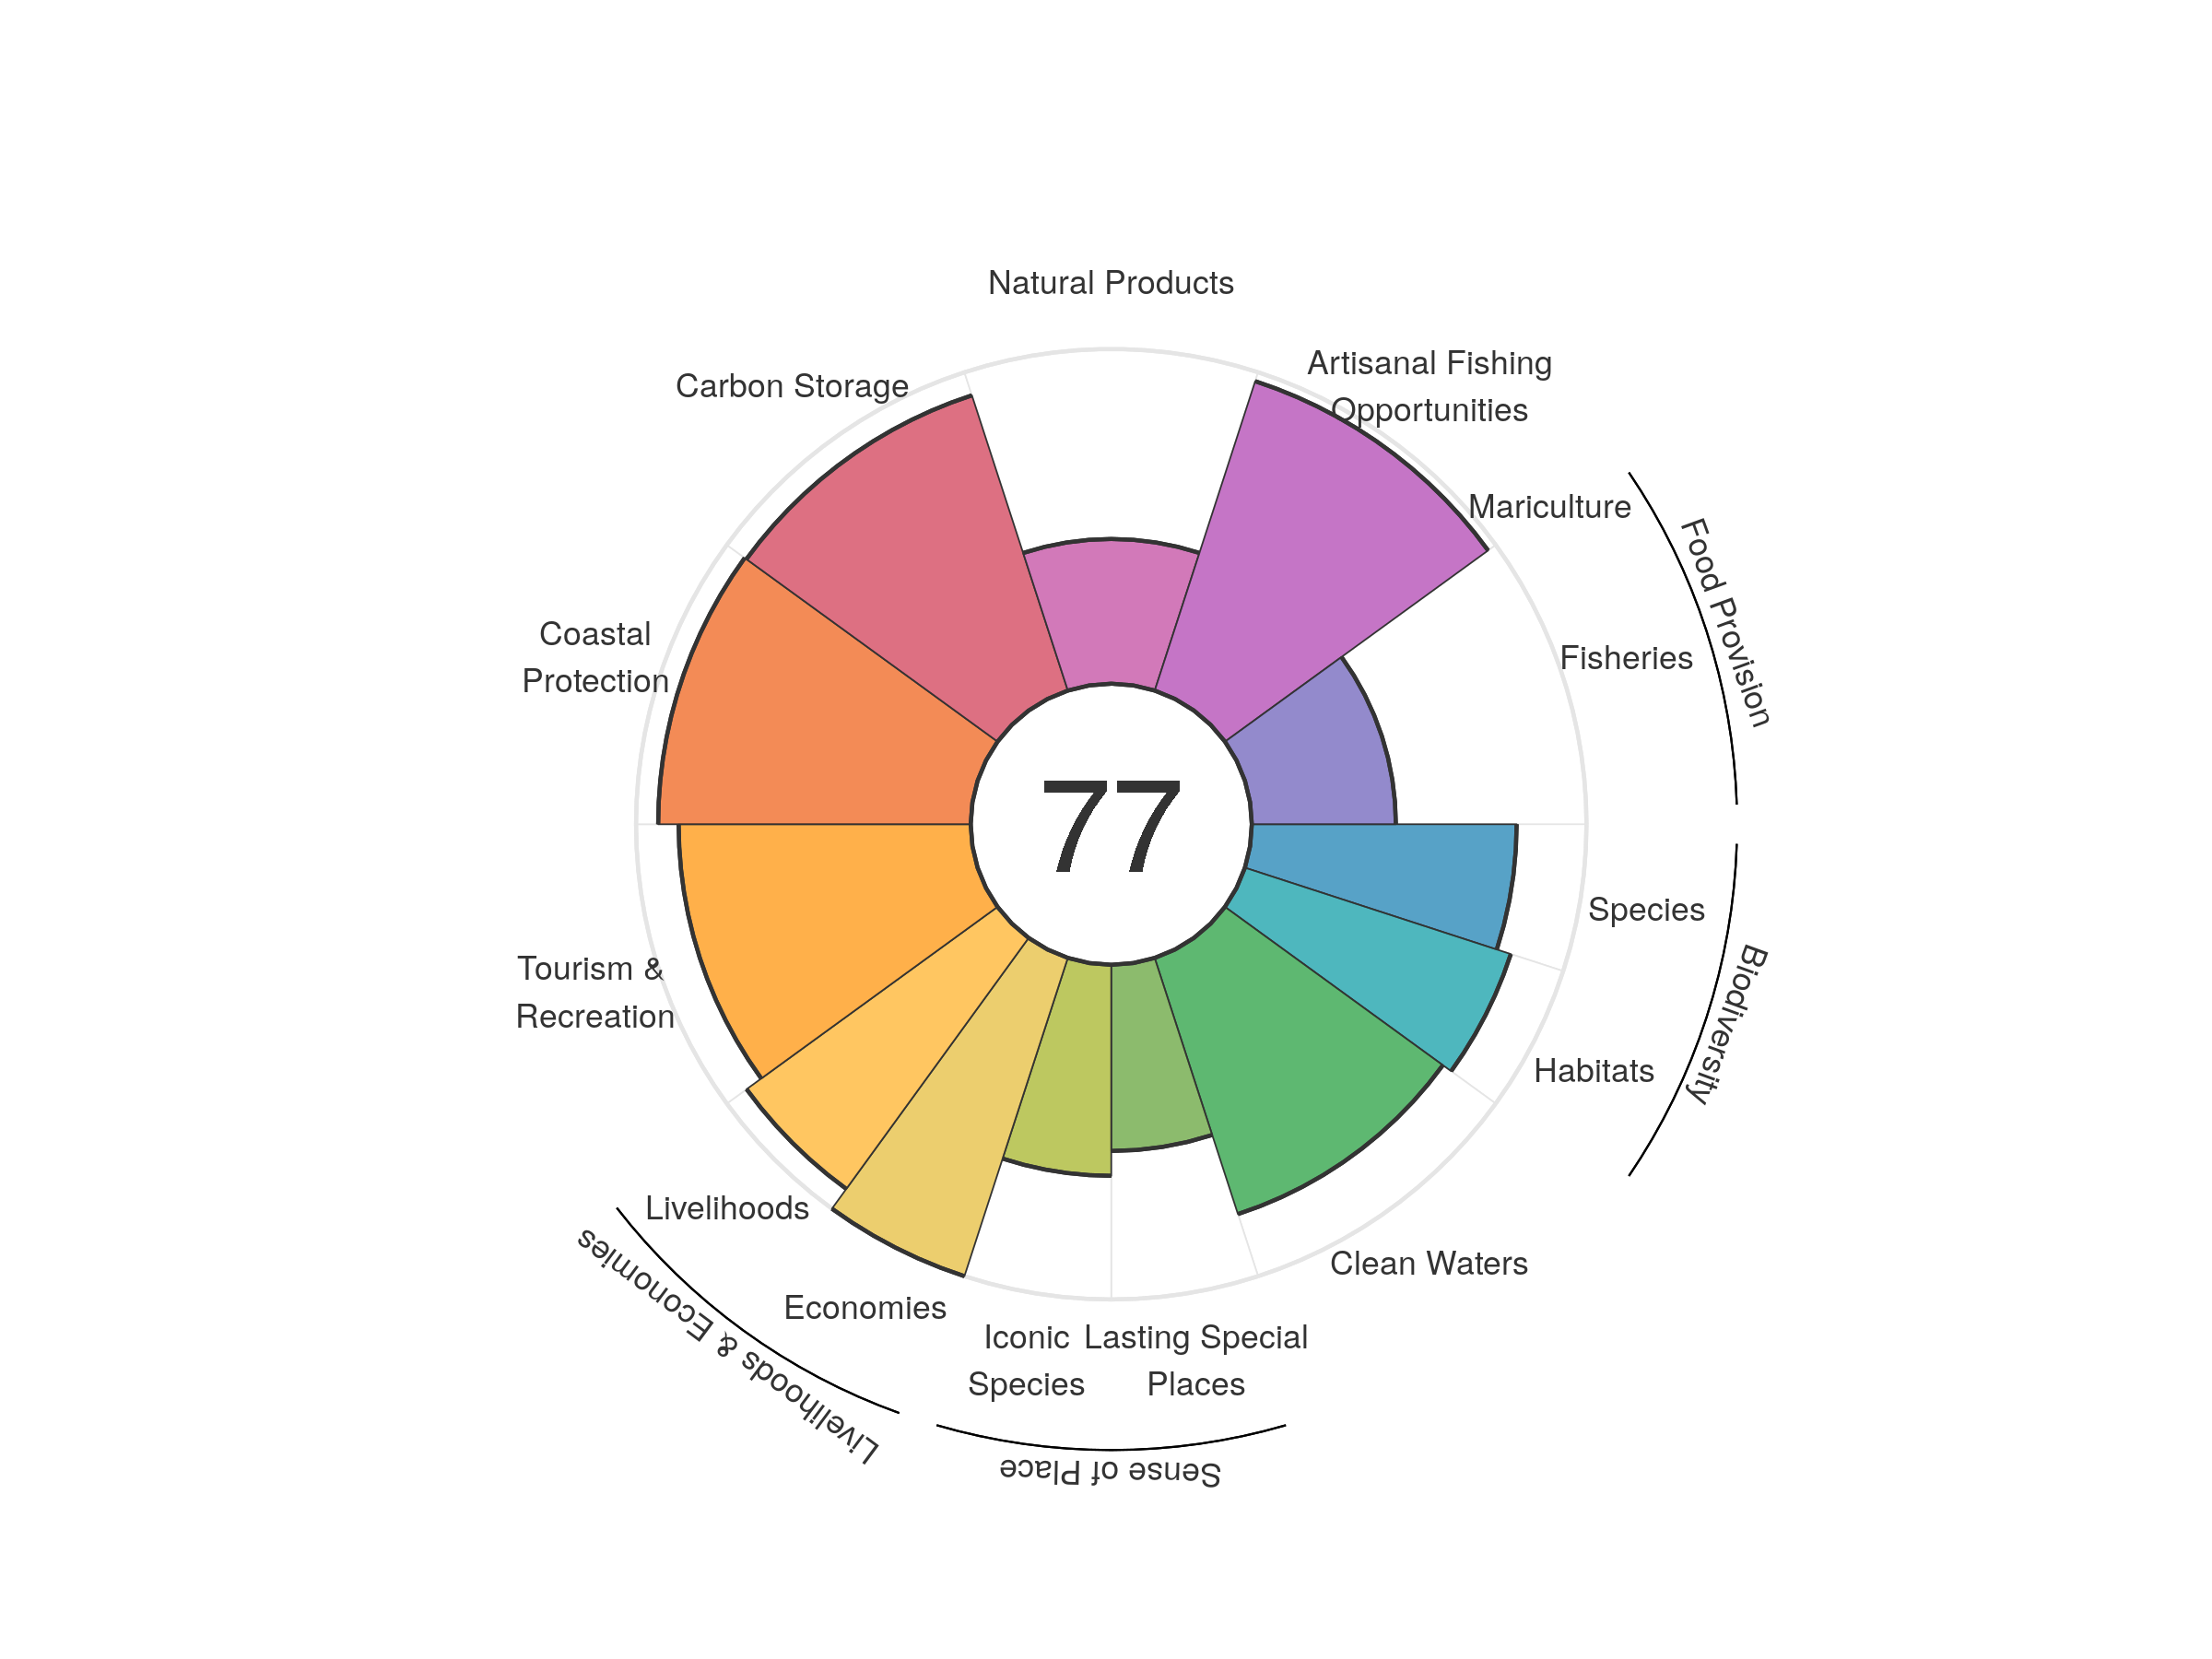 Natural Products
Artisanal Fishing
Opportunities
Carbon Storage
Mariculture
Food Provision
Fisheries
Coastal
Protection
77
Species
Biodiversity
Tourism &
Recreation
Habitats
Livelihoods
Clean Waters
Economies
Livelihoods & Economies
Iconic
Species
Lasting Special
Places
Sense of Place